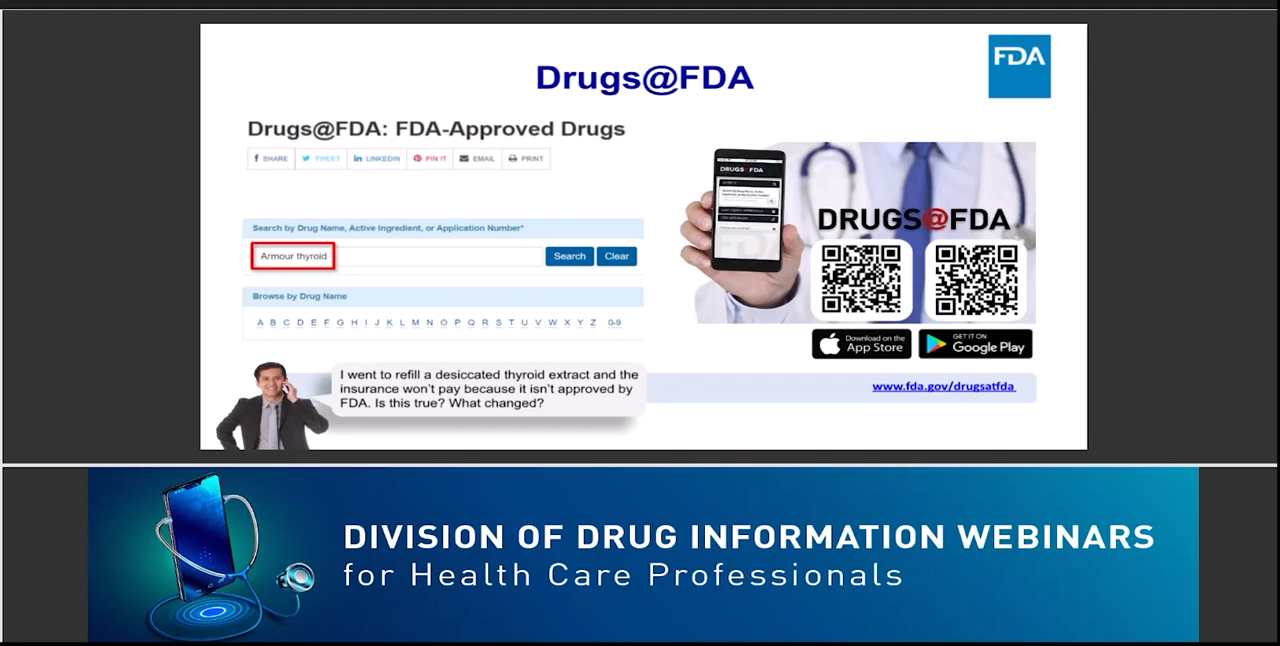 Drugs@FDA
FDA
Drugs@FDA: FDA-Approved Drugs
SHARE TWEET LINKEDIN PIN IT EMAIL PRINT
Search by Drug Name, Active Ingredient, or Application Number*
Armour thyroid
Search Clear
Browse by Drug Name
A B C D E F G H I J K L M N O P Q R S T U V W X Y Z 0-9
DRUGS@FDA
DRUGS@FDA
Download on the
App Store
GET IT ON
Google Play
I went to refill a desiccated thyroid extract and the
insurance won't pay because it isn't approved by
FDA. Is this true? What changed?
www.fda.gov/drugsatfda
DIVISION OF DRUG INFORMATION WEBINARS
for Health Care Professionals